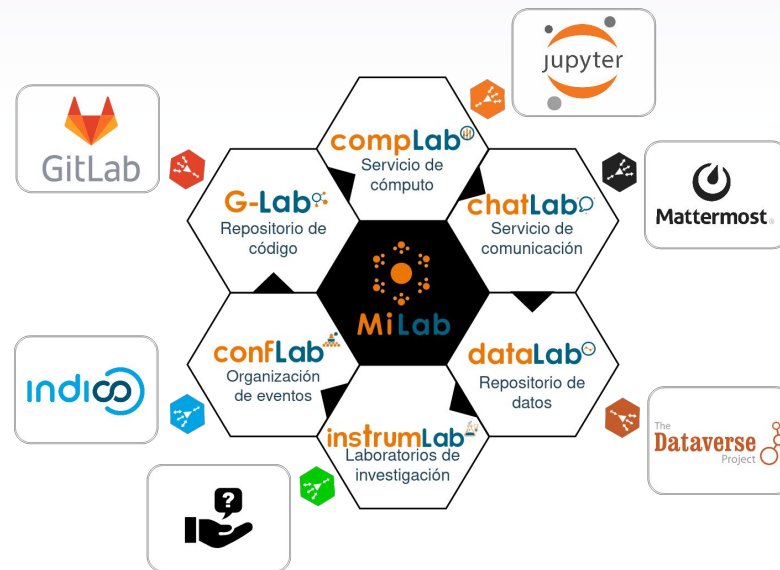 jupyter
GitLab
compLab
Servicio de
cómputo
G-Lab
Repositorio de
código
chatLab
Servicio de
comunicación
Mattermost
MiLab
confLab
Organización
de eventos
dataLab
Repositorio de
datos
indico
instrumLab
Laboratorios de
investigación
The
Dataverse
Project
?